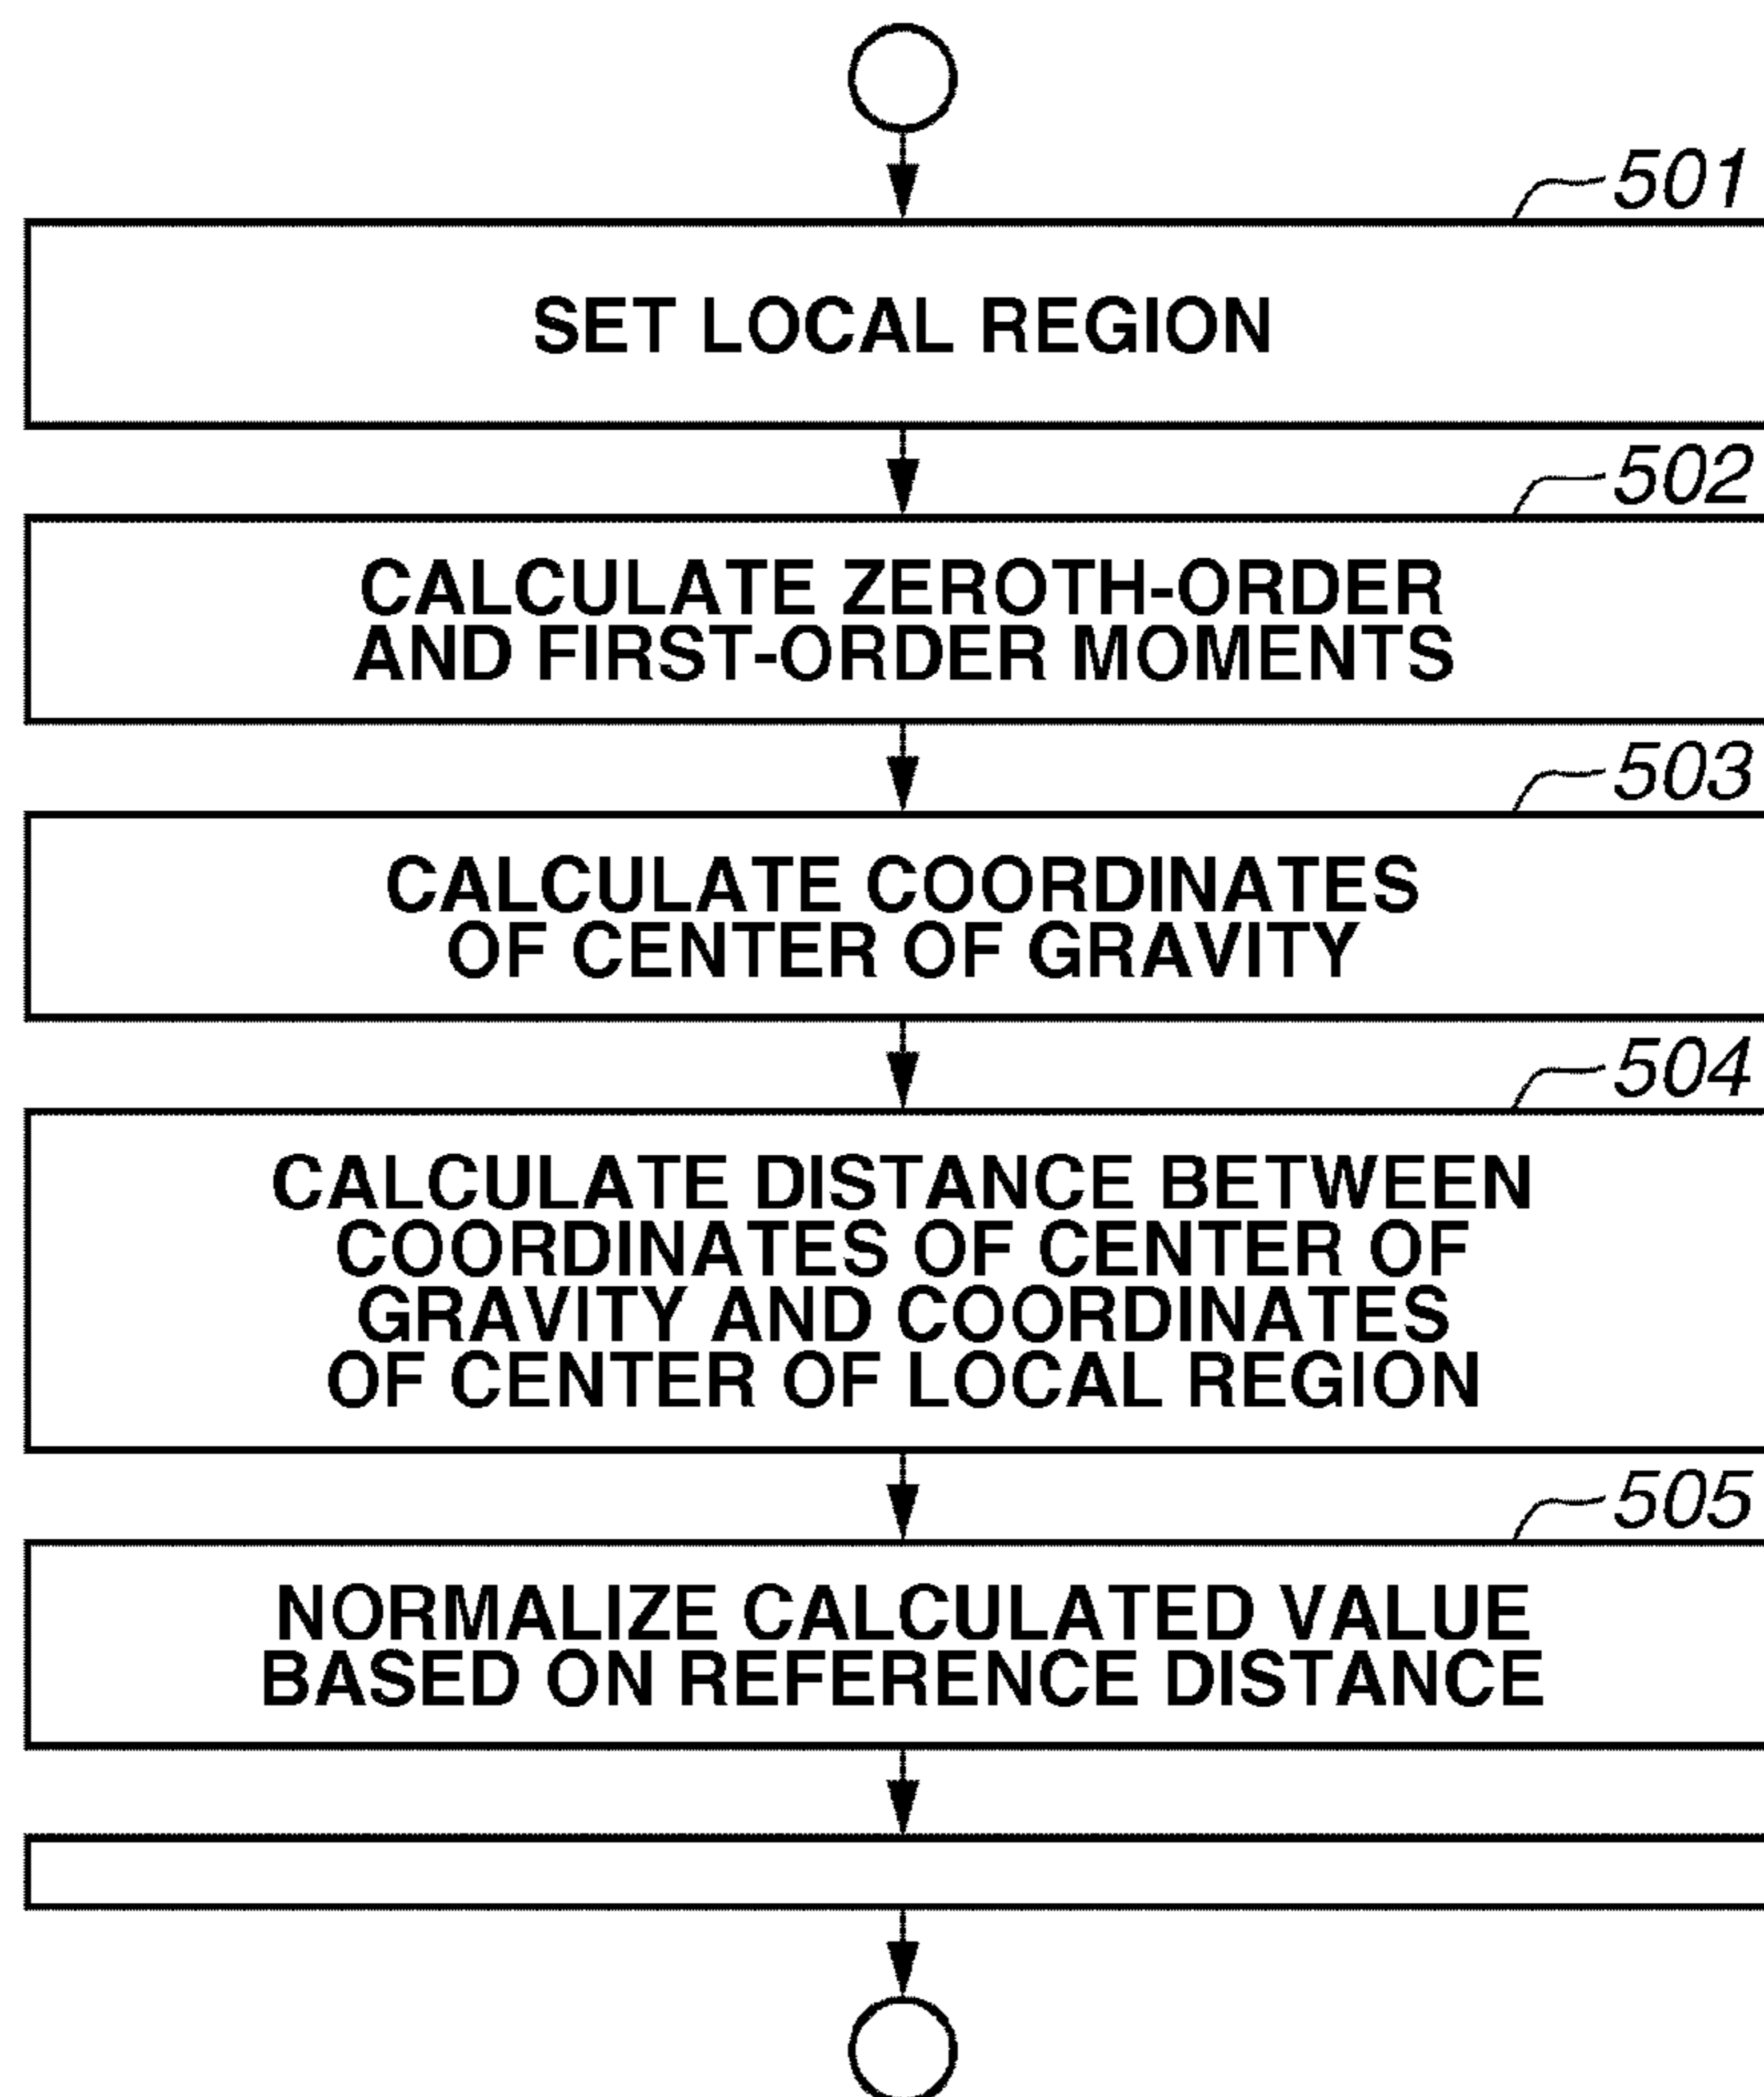 501
SET LOCAL REGION
502
CALCULATE ZEROTH-ORDER
AND FIRST-ORDER MOMENTS
503
CALCULATE COORDINATES
OF CENTER OF GRAVITY
504
CALCULATE DISTANCE BETWEEN
COORDINATES OF CENTER OF
GRAVITY AND COORDINATES
OF CENTER OF LOCAL REGION
505
NORMALIZE CALCULATED VALUE
BASED ON REFERENCE DISTANCE